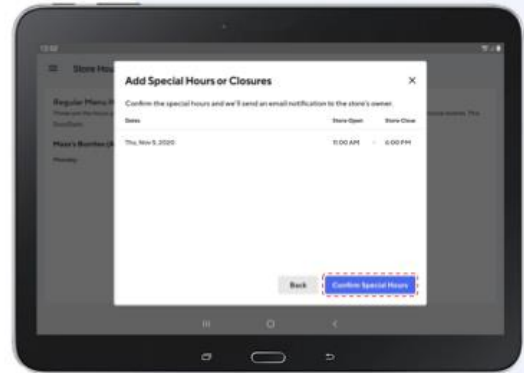 13:02
Store Hou
Add Special Hours or Closures
Confirm the special hours and we'll send an email notification to the store's owner.
Dates Store Open Store Close
Thu, Nov 5, 2020 11:00 AM - 6:00 PM
Regular Menu H
Monday
Back Confirm Special Hours